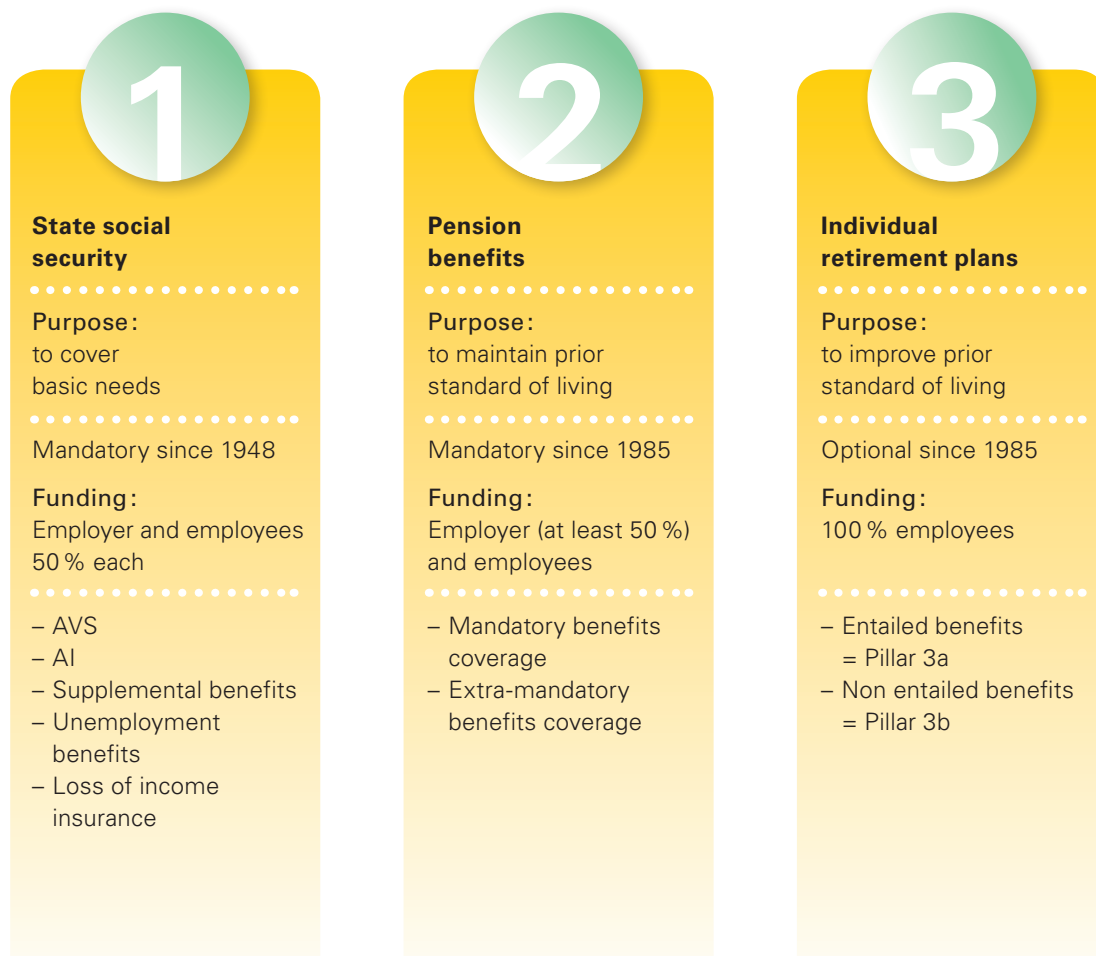 1
State social
security
Purpose:
to cover
basic needs
Mandatory since 1948
Funding:
Employer and employees
50 % each
– AVS
– AI
– Supplemental benefits
– Unemployment
benefits
– Loss of income
insurance
2
Pension
benefits
Purpose:
to maintain prior
standard of living
Mandatory since 1985
Funding:
Employer (at least 50 %)
and employees
– Mandatory benefits
coverage
– Extra-mandatory
benefits coverage
3
Individual
retirement plans
Purpose:
to improve prior
standard of living
Optional since 1985
Funding:
100 % employees
– Entailed benefits
= Pillar 3a
– Non entailed benefits
= Pillar 3b